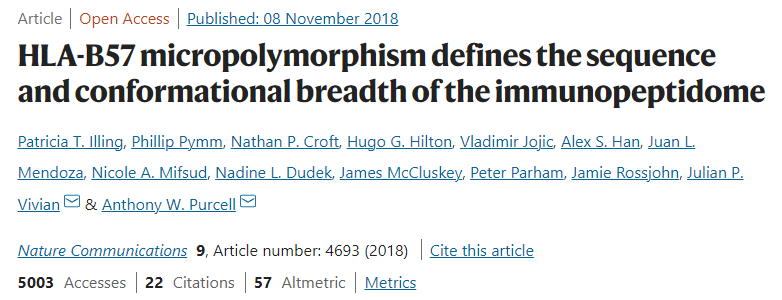 Article | Open Access | Published: 08 November 2018
HLA-B57 micropolymorphism defines the sequence
and conformational breadth of the immunopeptidome
Patricia T. Illing, Phillip Pymm, Nathan P. Croft, Hugo G. Hilton, Vladimir Jojic, Alex S. Han, Juan L.
Mendoza, Nicole A. Mifsud, Nadine L. Dudek, James McCluskey, Peter Parham, Jamie Rossjohn, Julian P.
Vivian & Anthony W. Purcell
Nature Communications 9, Article number: 4693 (2018) | Cite this article
5003 Accesses | 22 Citations | 57 Altmetric | Metrics